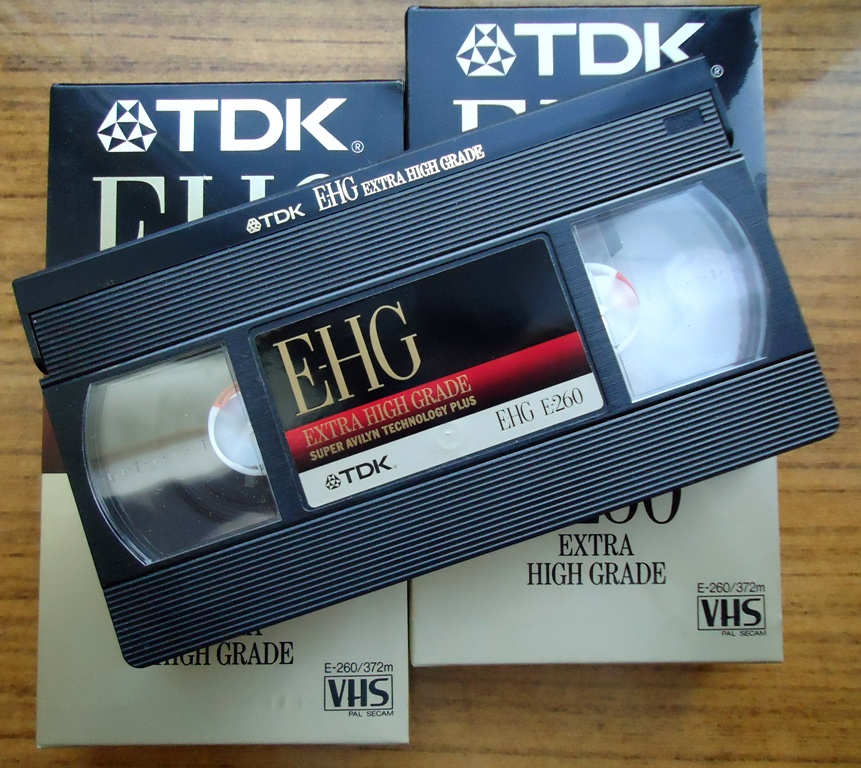 TDK®
TDK®
TDK E-HG EXTRA HIGH GRADE
E-HG
EXTRA HIGH GRADE
SUPER AVILYN TECHNOLOGY PLUS
EHG E-260
TDK®
EXTRA
HIGH GRADE
E-260/372m
VHS
PAL SECAM
HIGH GRADE
E-260/372m
VHS
PAL SECAM